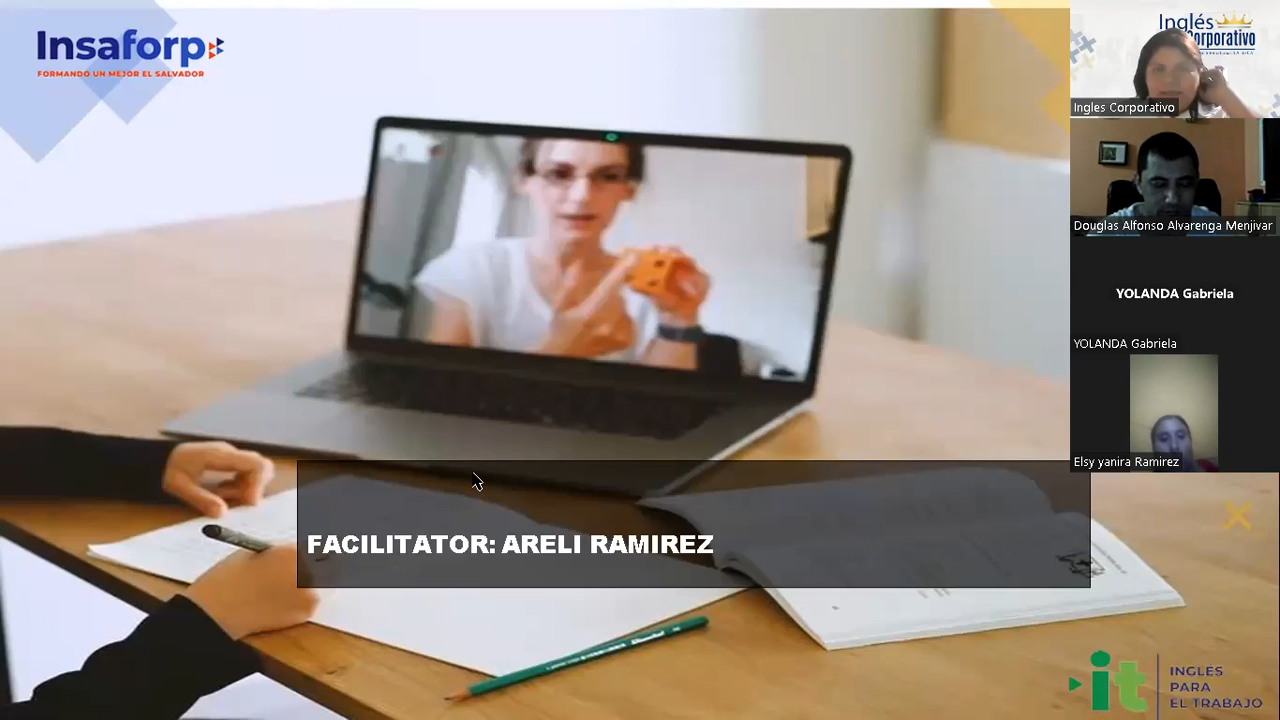 Insaforp
FORMANDO UN MEJOR EL SALVADOR
FACILITATOR: ARELI RAMIREZ
Inglés
Corporativo
Ingles Corporativo
Douglas Alfonso Alvarenga Menjivar
YOLANDA Gabriela
YOLANDA Gabriela
Elsy yanira Ramirez
it
INGLÉS
PARA
EL TRABAJO